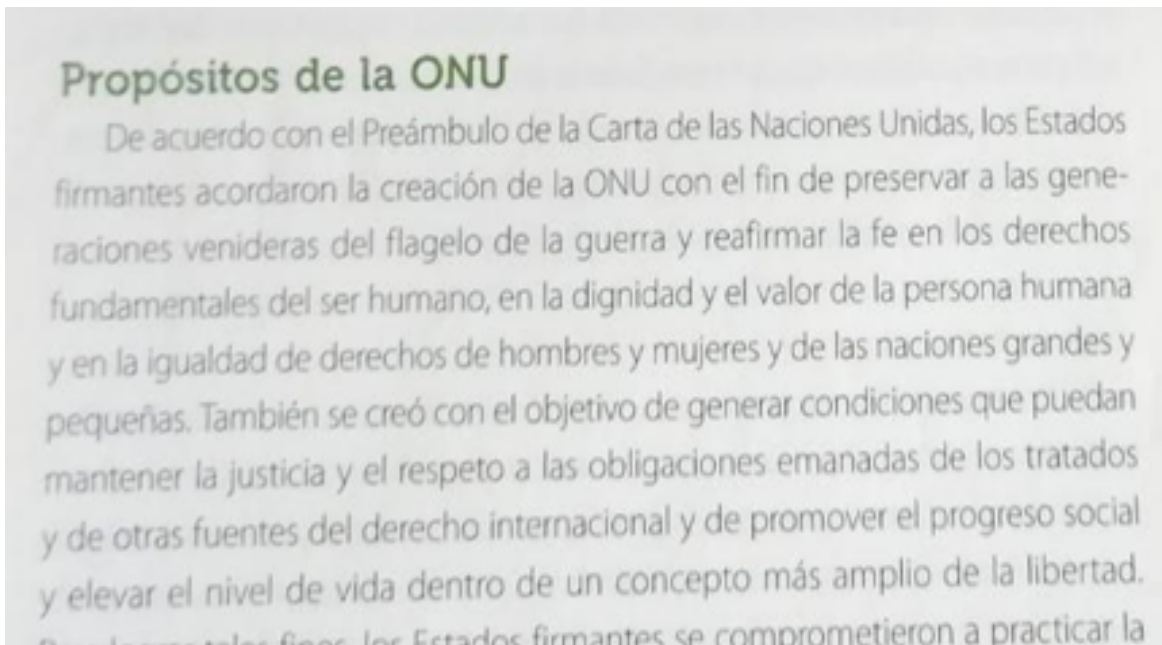 Propósitos de la ONU
De acuerdo con el Preámbulo de la Carta de las Naciones Unidas, los Estados
firmantes acordaron la creación de la ONU con el fin de preservar a las gene-
raciones venideras del flagelo de la guerra y reafirmar la fe en los derechos
fundamentales del ser humano, en la dignidad y el valor de la persona humana
y en la igualdad de derechos de hombres y mujeres y de las naciones grandes y
pequeñas. También se creó con el objetivo de generar condiciones que puedan
mantener la justicia y el respeto a las obligaciones emanadas de los tratados
y de otras fuentes del derecho internacional y de promover el progreso social
y elevar el nivel de vida dentro de un concepto más amplio de la libertad.
fines, los Estados firmantes se comprometieron a practicar la